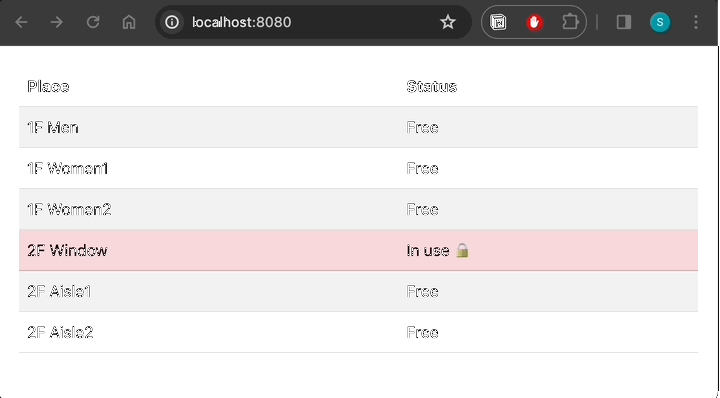 localhost:8080
S
Place Status
1F Men Free
1F Women1 Free
1F Women2 Free
2F Window In use 🔒
2F Aisle1 Free
2F Aisle2 Free